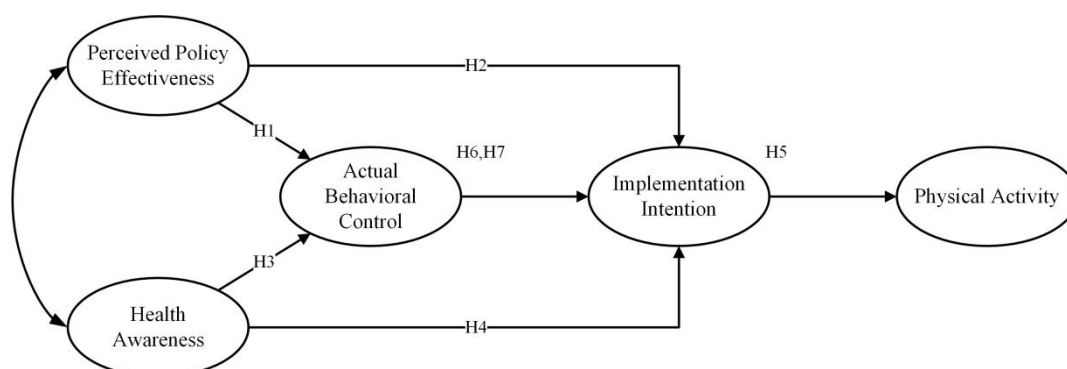 Perceived Policy
Effectiveness
H2
H1
Actual
Behavioral
Control
H6,H7
Implementation
Intention
H5
Physical Activity
H3
Health
Awareness
H4